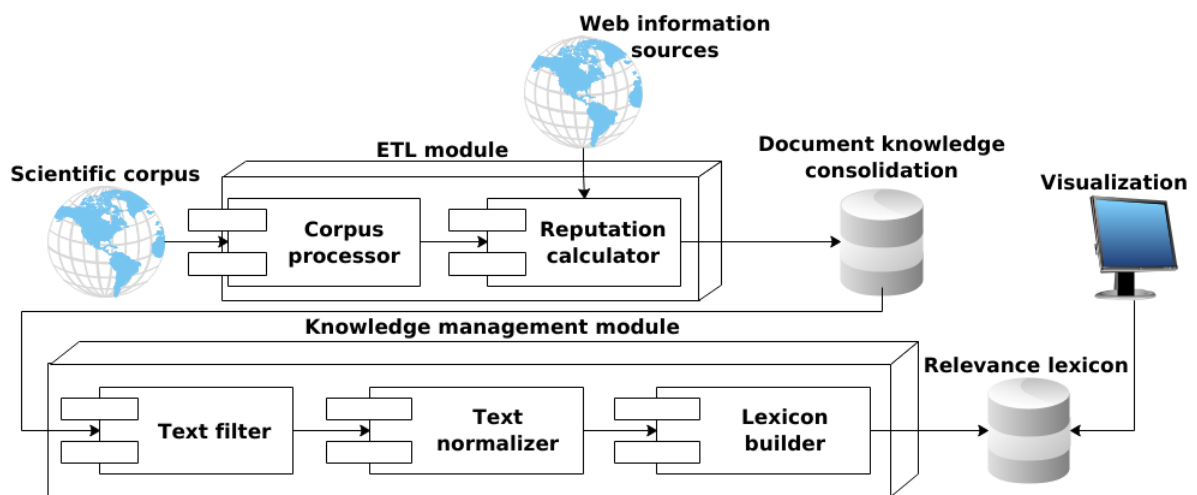 Web information
sources
ETL module
Document knowledge
consolidation
Scientific corpus
Visualization
Corpus
processor
Reputation
calculator
Knowledge management module
Relevance lexicon
Text filter
Text
normalizer
Lexicon
builder